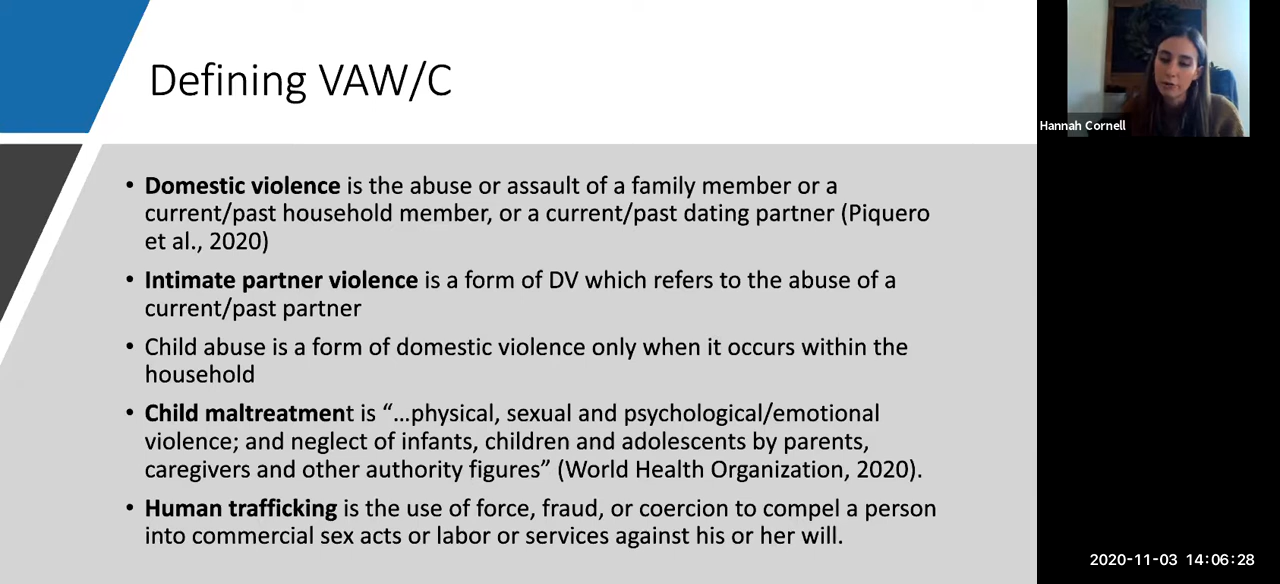 Defining VAW/C
Hannah Cornell
• Domestic violence is the abuse or assault of a family member or a
current/past household member, or a current/past dating partner (Piquero
et al., 2020)
• Intimate partner violence is a form of DV which refers to the abuse of a
current/past partner
• Child abuse is a form of domestic violence only when it occurs within the
household
• Child maltreatment is “…physical, sexual and psychological/emotional
violence; and neglect of infants, children and adolescents by parents,
caregivers and other authority figures” (World Health Organization, 2020).
• Human trafficking is the use of force, fraud, or coercion to compel a person
into commercial sex acts or labor or services against his or her will.
2020-11-03 14:06:28